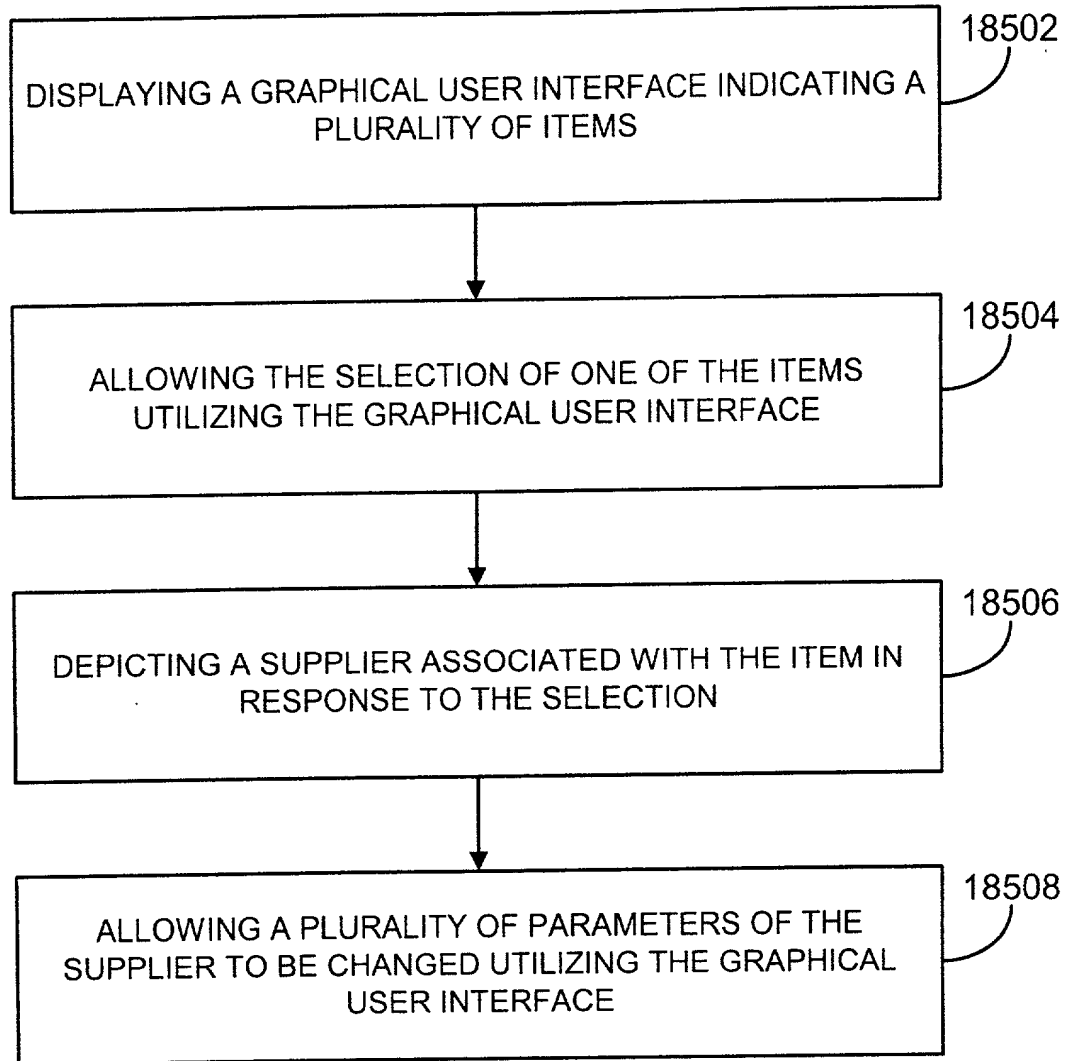 18502
DISPLAYING A GRAPHICAL USER INTERFACE INDICATING A
PLURALITY OF ITEMS
18504
ALLOWING THE SELECTION OF ONE OF THE ITEMS
UTILIZING THE GRAPHICAL USER INTERFACE
18506
DEPICTING A SUPPLIER ASSOCIATED WITH THE ITEM IN
RESPONSE TO THE SELECTION
18508
ALLOWING A PLURALITY OF PARAMETERS OF THE
SUPPLIER TO BE CHANGED UTILIZING THE GRAPHICAL
USER INTERFACE